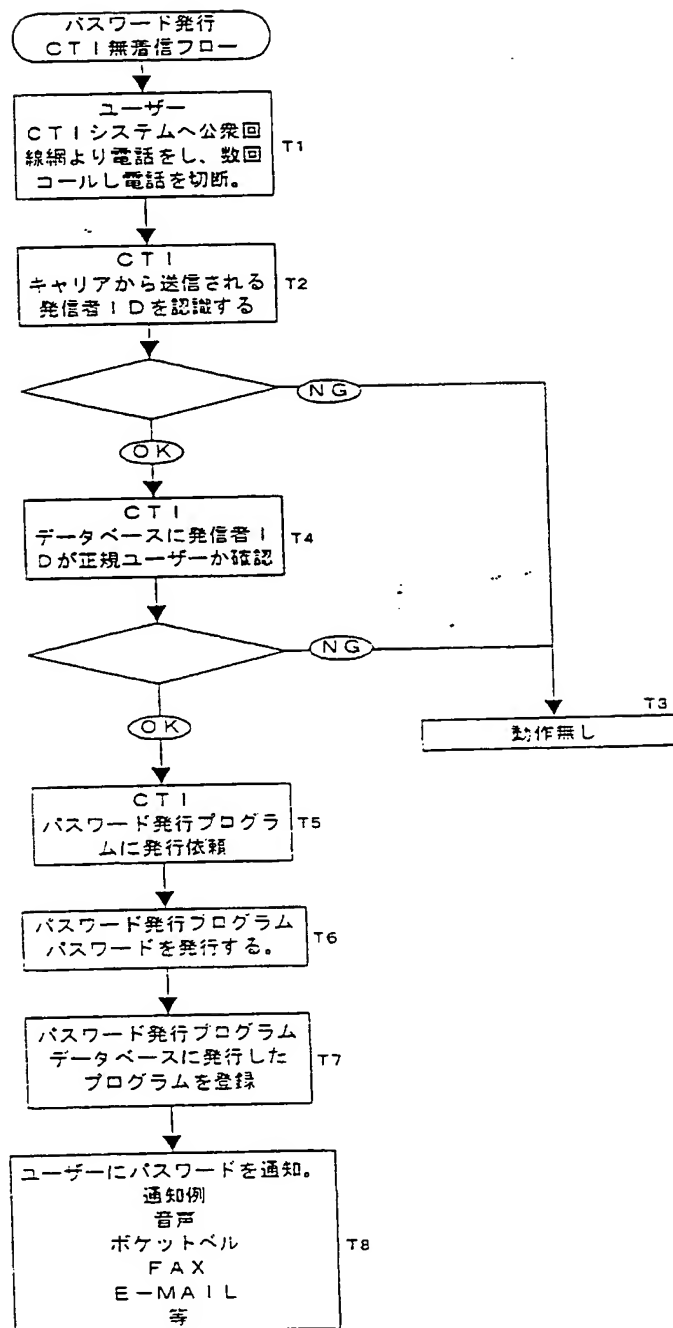 パスワード発行
CTI無着信フロー
ユーザー
CTIシステムへ公衆回
線網より電話をし、数回
コールし電話を切断。
T1
CTI
キャリアから送信される
発信者IDを認識する
T2
NG
OK
CTI
データベースに発信者I
Dが正規ユーザーか確認
T4
NG
OK
T3
動作無し
CTI
パスワード発行プログラ
ムに発行依頼
T5
パスワード発行プログラム
パスワードを発行する。
T6
パスワード発行プログラム
データベースに発行した
プログラムを登録
T7
ユーザーにパスワードを通知。
通知例
音声
ポケットベル
FAX
E-MAIL
等
T8